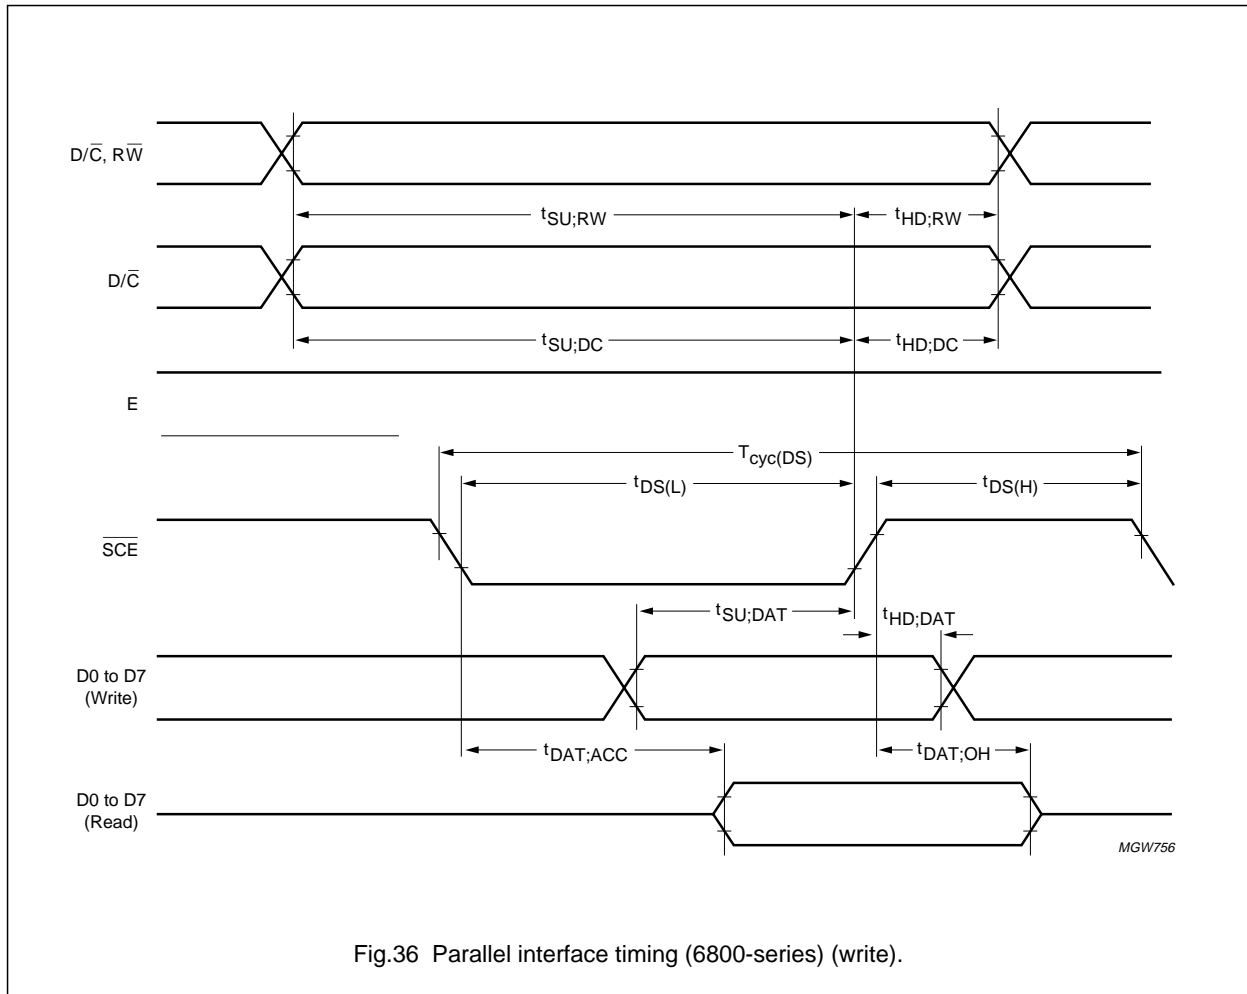 D/C̅, RW̅
tSU;RW
tHD;RW
D/C̅
tSU;DC
tHD;DC
E
Tcyc(DS)
tDS(L)
tDS(H)
S̅C̅E̅
tSU;DAT
tHD;DAT
D0 to D7
(Write)
tDAT;ACC
tDAT;OH
D0 to D7
(Read)
MGW756
Fig.36 Parallel interface timing (6800-series) (write).